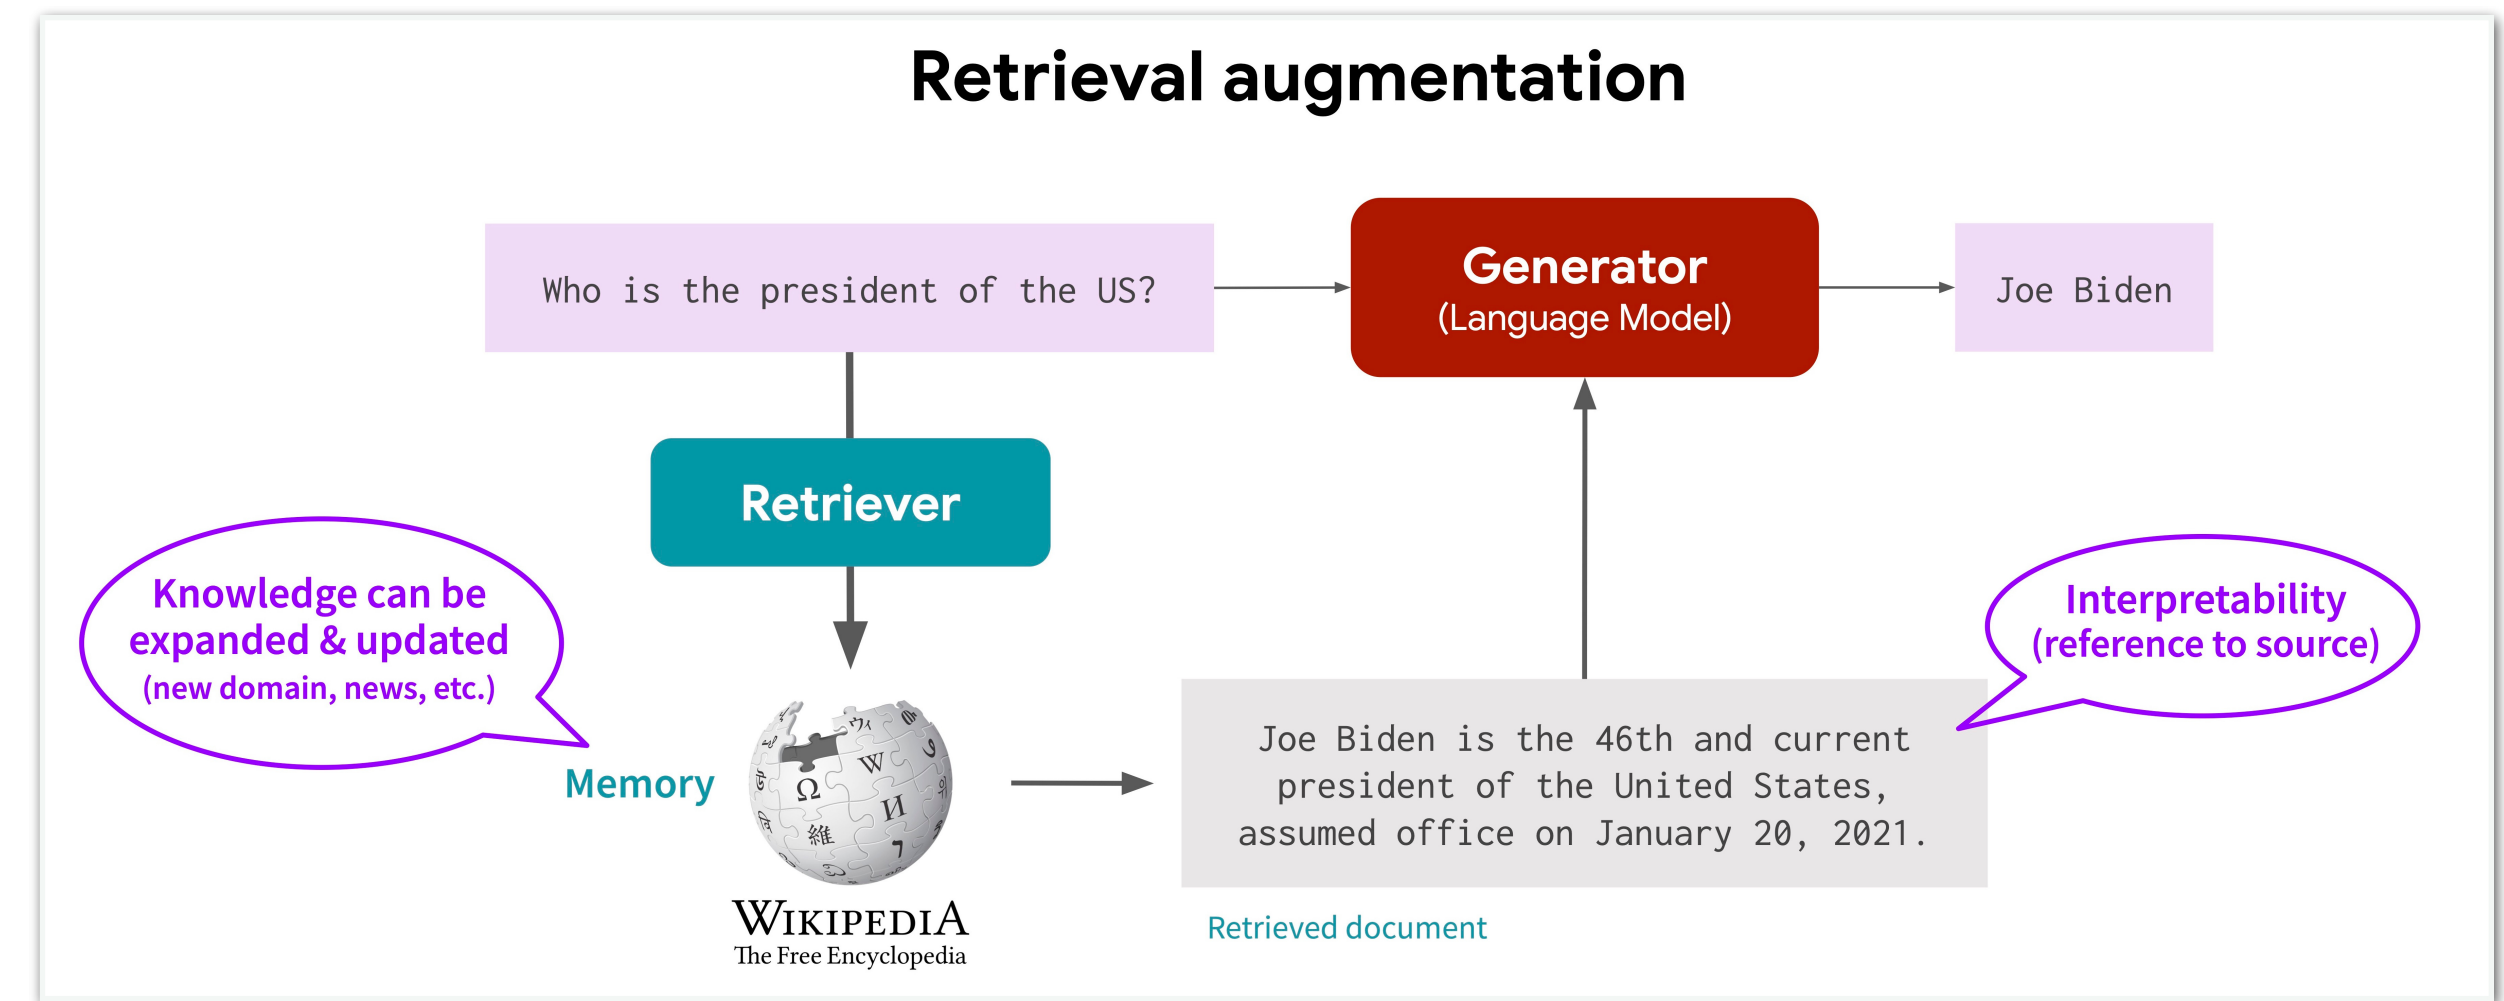 Retrieval augmentation
Who is the president of the US?
Generator
(Language Model)
Joe Biden
Retriever
Knowledge can be
expanded & updated
(new domain, news, etc.)
Interpretability
(reference to source)
Memory
Ω
W
И
維
WIKIPEDIA
The Free Encyclopedia
Joe Biden is the 46th and current
president of the United States,
assumed office on January 20, 2021.
Retrieved document